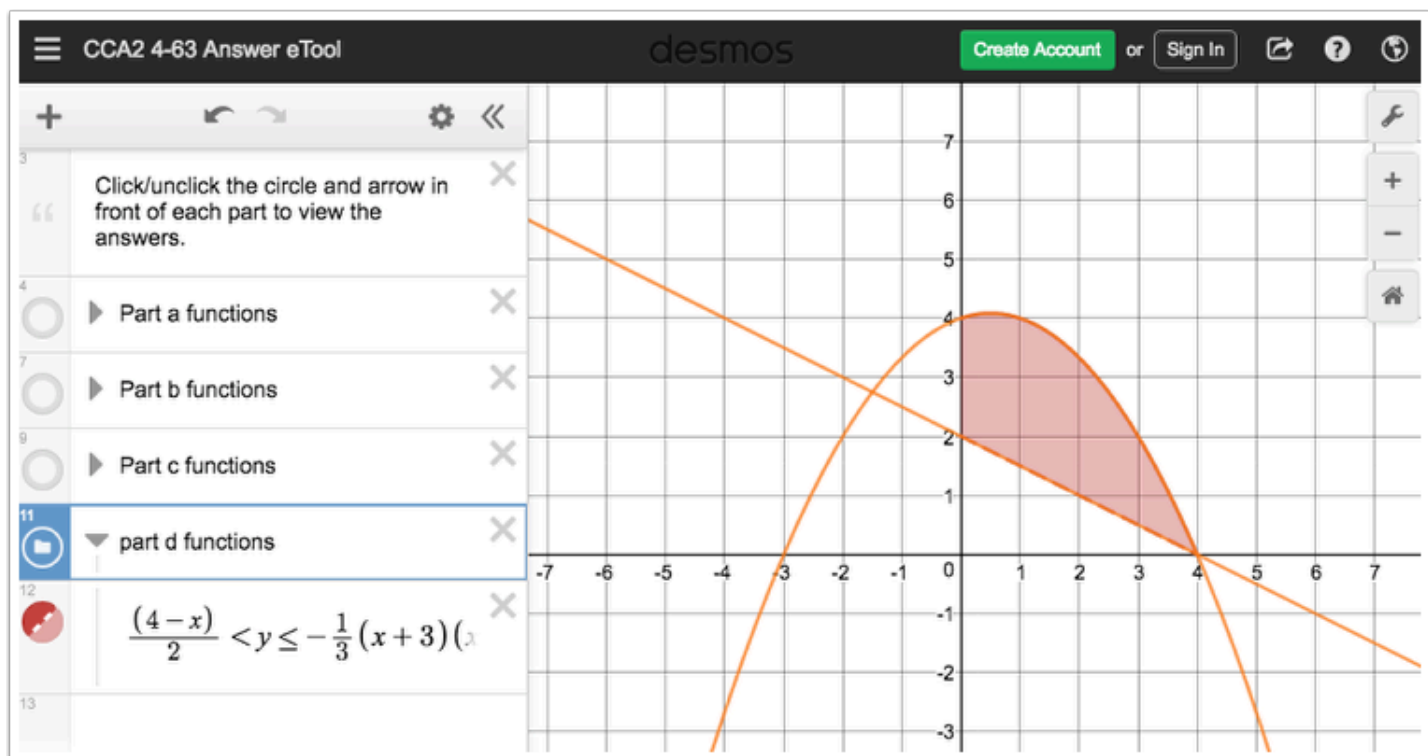 CCA2 4-63 Answer eTool
desmos
Create Account or Sign In
3
Click/unclick the circle and arrow in
front of each part to view the
answers.
4
Part a functions
7
Part b functions
9
Part c functions
11
part d functions
12
(4 − x)/2 < y ≤ −1/3 (x + 3)(
13
7
6
5
4
3
2
1
-7 -6 -5 -4 -3 -2 -1 0 1 2 3 4 5 6 7
-1
-2
-3